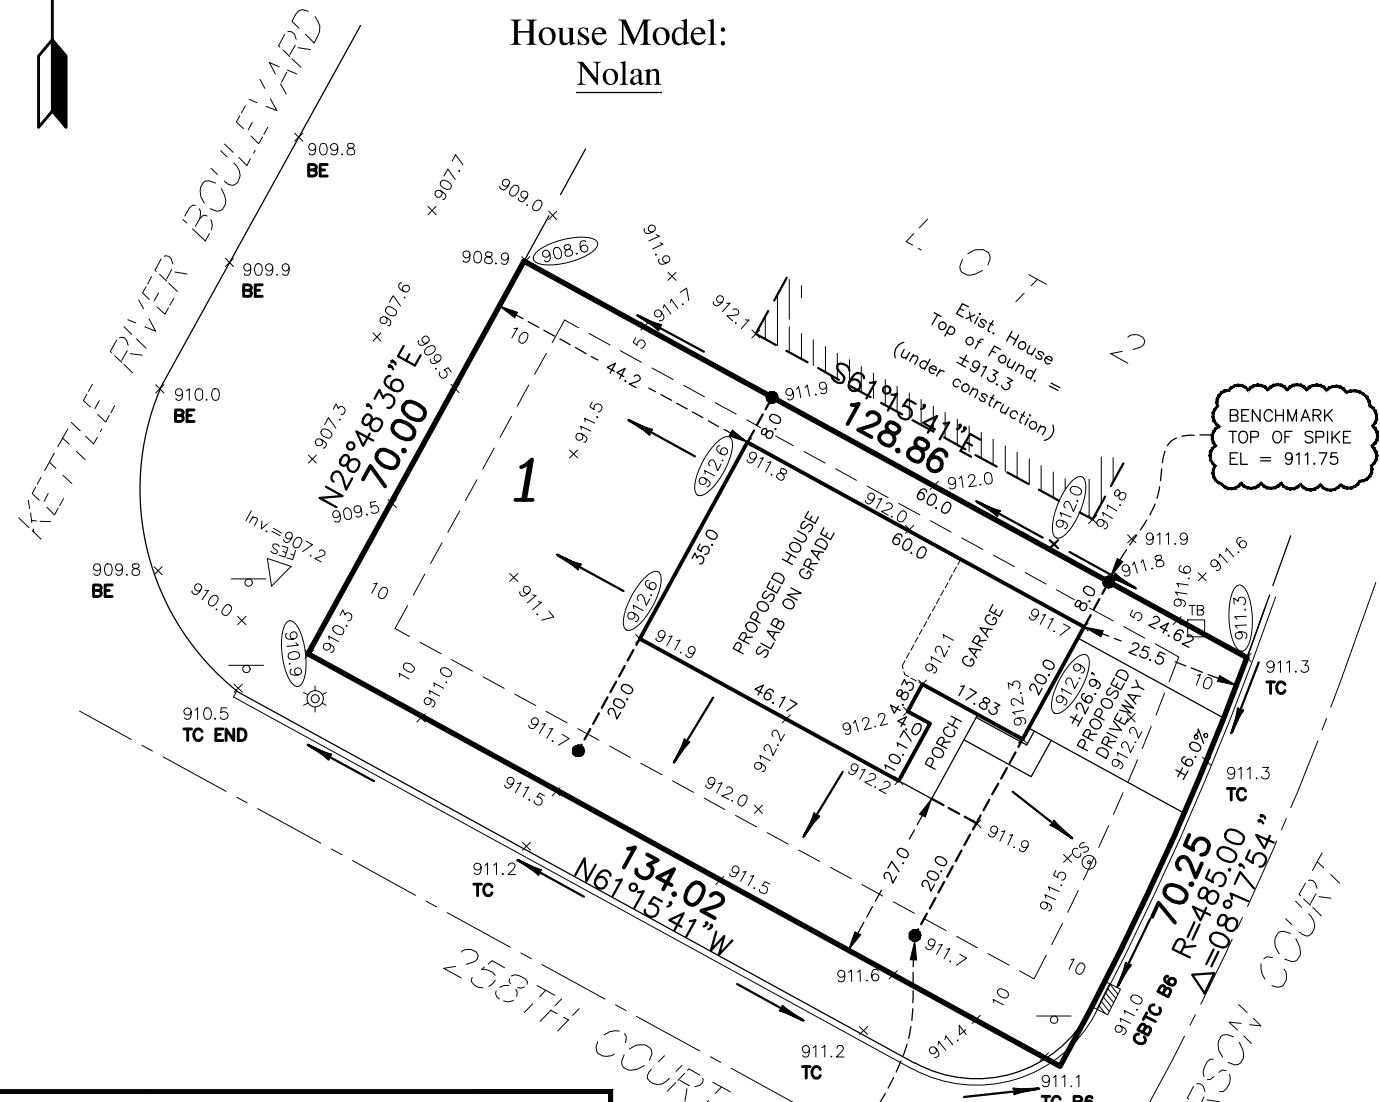 House Model:
Nolan
KETTLE RIVER BOULEVARD
909.8
BE
909.9
BE
910.0
BE
909.8
BE
907.7
909.0
908.9
908.6
907.6
909.5
907.3
N28°48'36"E
70.00
909.5
Inv.=907.2
FES
910.0
910.9
910.3
910.5
TC END
911.9
911.7
912.1
LOT 2
Exist. House
Top of Found. =
±913.3
(under construction)
S61°15'41"E
128.86
911.9
BENCHMARK
TOP OF SPIKE
EL = 911.75
10
5
44.2
8.0
911.5
912.6
911.8
1
912.0
60.0
912.0
60.0
912.0
911.8
911.9
911.8
911.6
911.6
TB
911.3
35.0
PROPOSED HOUSE
SLAB ON GRADE
912.6
911.7
10
911.9
GARAGE
912.1
911.7
8.0
5
24.62
25.5
10
911.3
TC
20.0
912.9
±26.9'
PROPOSED
DRIVEWAY
912.2
±6.0%
17.83
912.3
4.83
4.0
912.2
10.17
PORCH
46.17
912.2
912.2
20.0
911.7
10
911.0
911.5
912.0
911.9
27.0
20.0
911.5
CS
911.3
TC
70.25
R=485.00
Δ=08°17'54"
911.2
TC
134.02
N61°15'41"W
911.5
911.7
911.6
10
10
911.4
911.0
CBTC B6
911.2
TC
911.1
TC B6
258TH COURT
RSON COURT